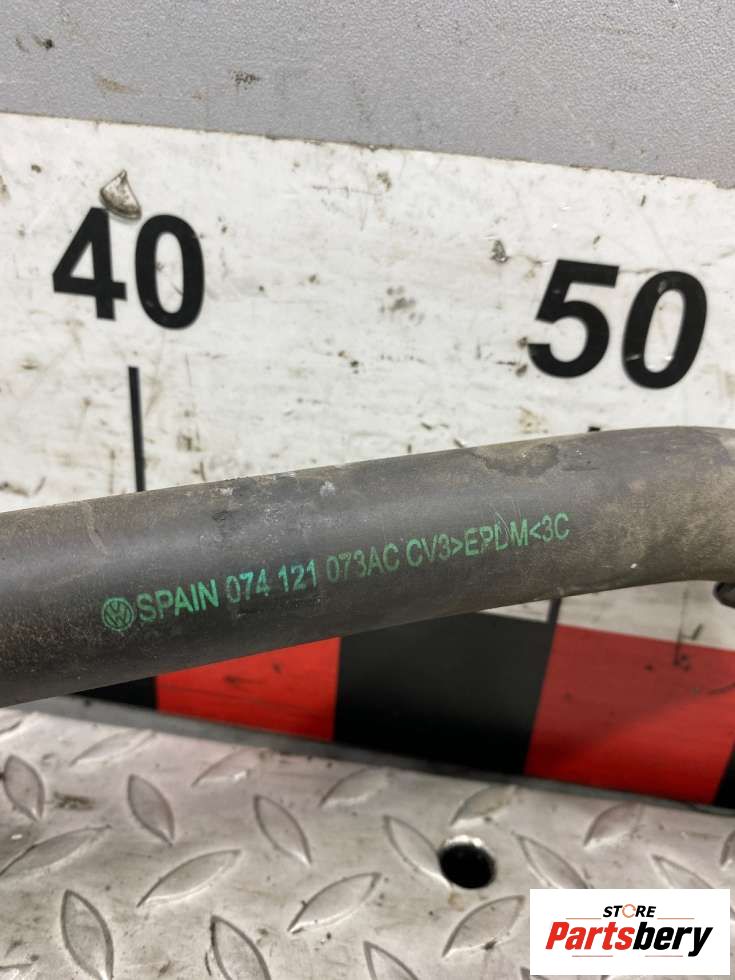 40
50
SPAIN 074 121 073AC CV3>EPDM<3C
STORE
Partsbery